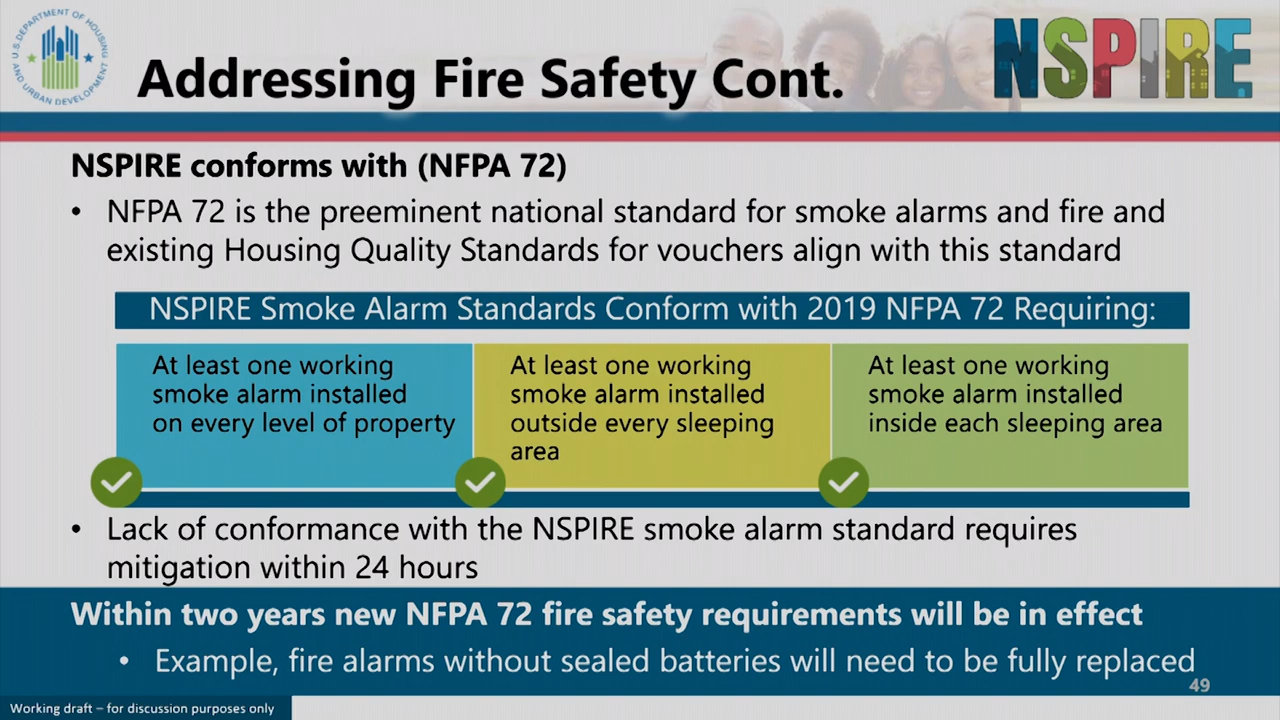 U.S. DEPARTMENT OF HOUSING
AND URBAN DEVELOPMENT
NSPIRE
Addressing Fire Safety Cont.
NSPIRE conforms with (NFPA 72)
• NFPA 72 is the preeminent national standard for smoke alarms and fire and
existing Housing Quality Standards for vouchers align with this standard
NSPIRE Smoke Alarm Standards Conform with 2019 NFPA 72 Requiring:
At least one working
smoke alarm installed
on every level of property
At least one working
smoke alarm installed
outside every sleeping
area
At least one working
smoke alarm installed
inside each sleeping area
• Lack of conformance with the NSPIRE smoke alarm standard requires
mitigation within 24 hours
Within two years new NFPA 72 fire safety requirements will be in effect
• Example, fire alarms without sealed batteries will need to be fully replaced
49
Working draft – for discussion purposes only